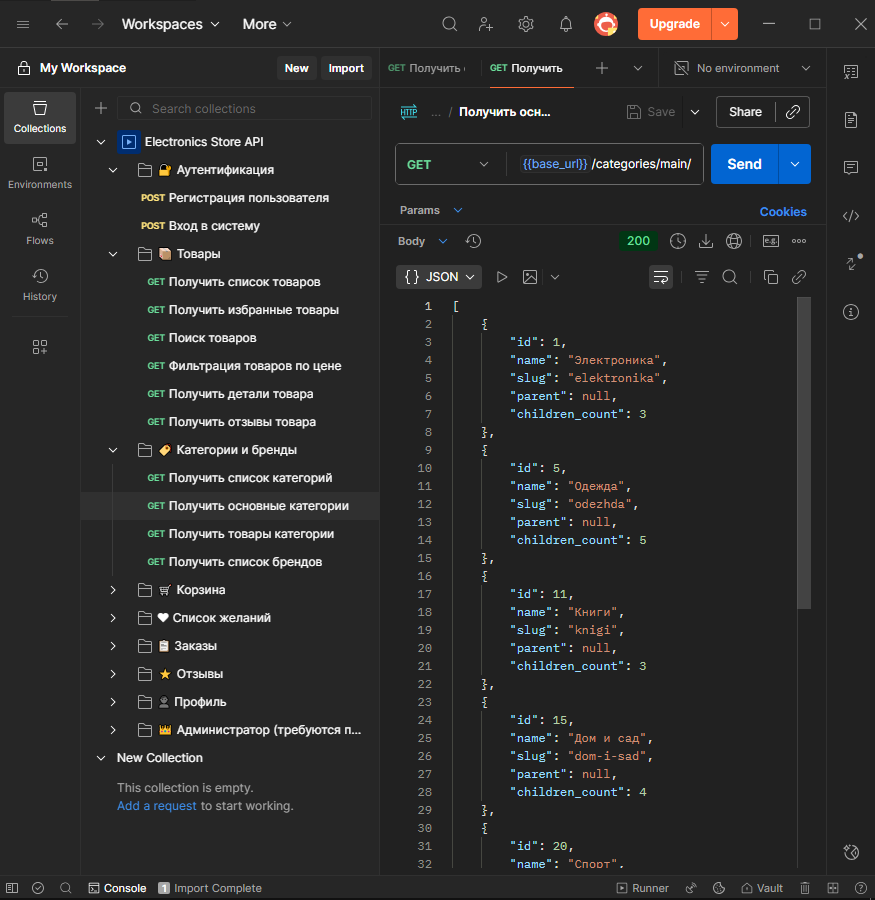 Workspaces More Upgrade
My Workspace New Import
GET Получить GET Получить No environment
Search collections
Collections
Environments
Flows
History
Electronics Store API
Аутентификация
POST Регистрация пользователя
POST Вход в систему
Товары
GET Получить список товаров
GET Получить избранные товары
GET Поиск товаров
GET Фильтрация товаров по цене
GET Получить детали товара
GET Получить отзывы товара
Категории и бренды
GET Получить список категорий
GET Получить основные категории
GET Получить товары категории
GET Получить список брендов
Корзина
Список желаний
Заказы
Отзывы
Профиль
Администратор (требуются п...
New Collection
This collection is empty.
Add a request to start working.
HTTP ... / Получить осн... Save Share
GET {{base_url}} /categories/main/ Send
Params Cookies
Body 200 e.g.
{} JSON
1 [
2 {
3 "id": 1,
4 "name": "Электроника",
5 "slug": "elektronika",
6 "parent": null,
7 "children_count": 3
8 },
9 {
10 "id": 5,
11 "name": "Одежда",
12 "slug": "odezhda",
13 "parent": null,
14 "children_count": 5
15 },
16 {
17 "id": 11,
18 "name": "Книги",
19 "slug": "knigi",
20 "parent": null,
21 "children_count": 3
22 },
23 {
24 "id": 15,
25 "name": "Дом и сад",
26 "slug": "dom-i-sad",
27 "parent": null,
28 "children_count": 4
29 },
30 {
31 "id": 20,
32 "name": "Спорт",
Console 1 Import Complete Runner Vault